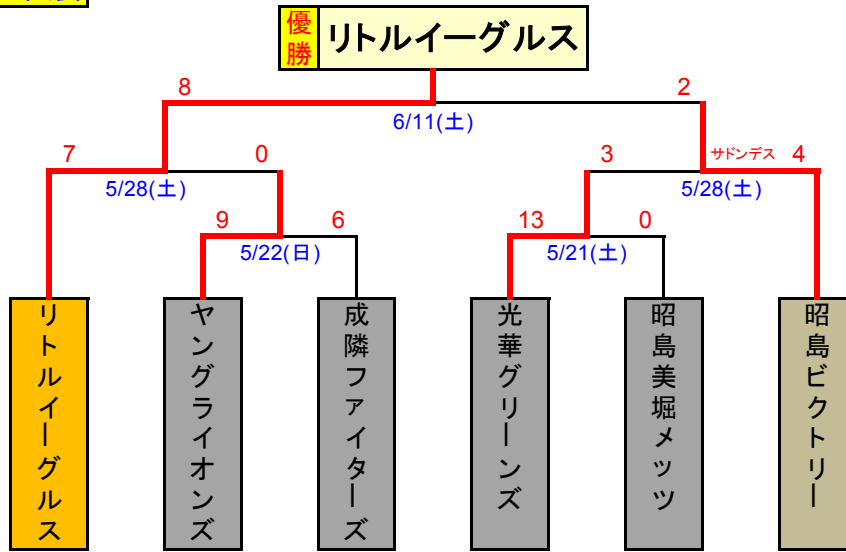 優勝 リトルイーグルス
8 2
6/11(土)
7 0 3 サドンデス 4
5/28(土) 5/28(土)
9 6 13 0
5/22(日) 5/21(土)
リトルイーグルス
ヤングライオンズ
成隣ファイターズ
光華グリーンズ
昭島美堀メッツ
昭島ビクトリー